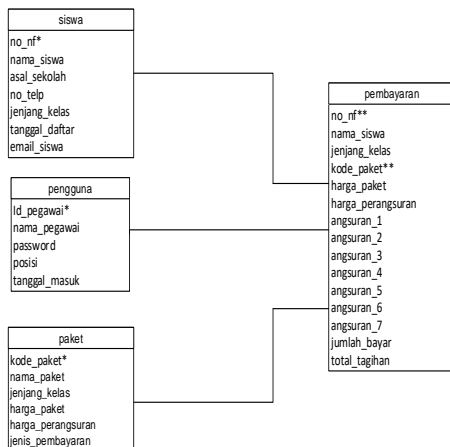 siswa
no_nf*
nama_siswa
asal_sekolah
no_telp
jenjang_kelas
tanggal_daftar
email_siswa
pengguna
Id_pegawai*
nama_pegawai
password
posisi
tanggal_masuk
paket
kode_paket*
nama_paket
jenjang_kelas
harga_paket
harga_perangsuran
jenis_pembayaran
pembayaran
no_nf**
nama_siswa
jenjang_kelas
kode_paket**
harga_paket
harga_perangsuran
angsuran_1
angsuran_2
angsuran_3
angsuran_4
angsuran_5
angsuran_6
angsuran_7
jumlah_bayar
total_tagihan